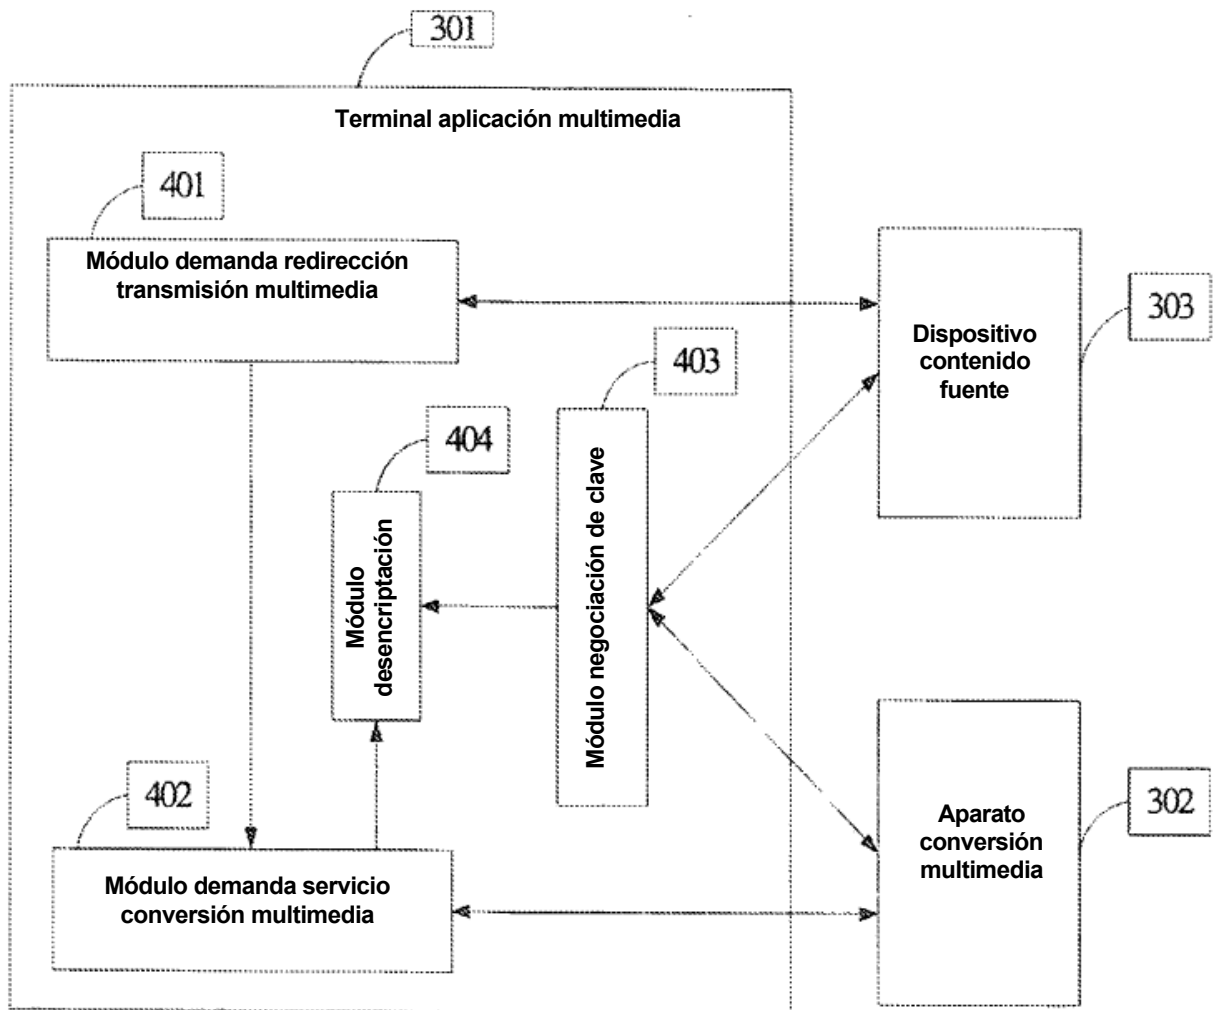 301
Terminal aplicación multimedia
401
Módulo demanda redirección
transmisión multimedia
303
Dispositivo
contenido
fuente
403
404
Módulo negociación de clave
Módulo
desencriptación
402
Módulo demanda servicio
conversión multimedia
302
Aparato
conversión
multimedia